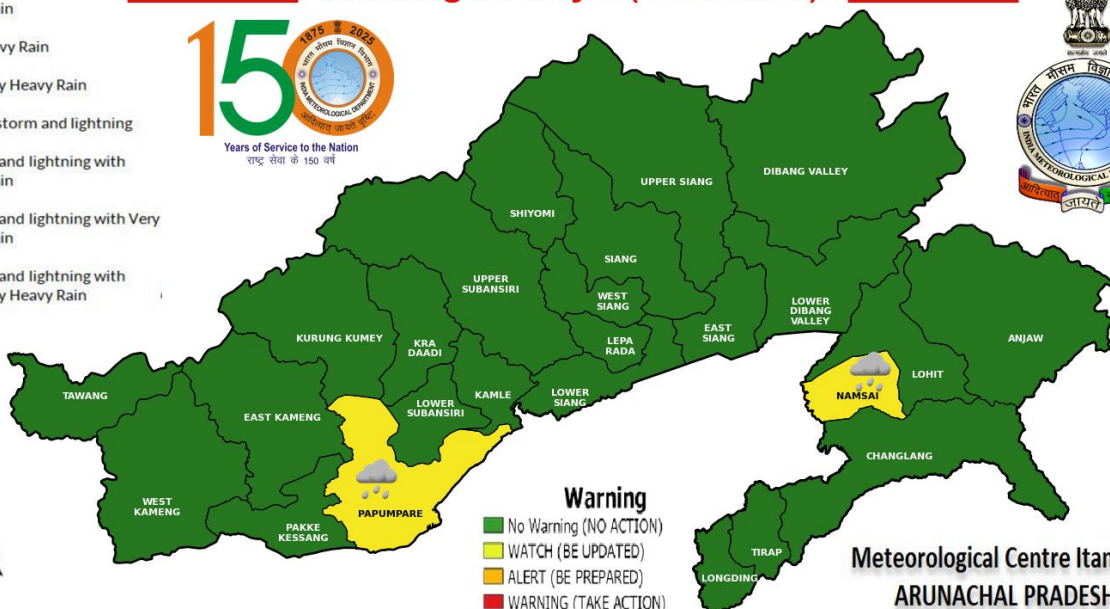 in
vy Rain
y Heavy Rain
storm and lightning
and lightning with
in
and lightning with Very
in
and lightning with
y Heavy Rain
150
1875
2025
भारत मौसम विज्ञान विभाग
INDIA METEOROLOGICAL DEPARTMENT
आदित्यात् जायते वृष्टिः
Years of Service to the Nation
राष्ट्र सेवा के 150 वर्ष
सत्यमेव जयते
भारत मौसम विज्ञा
INDIA METEOROLOGICAL
आदित्यात्
जायते
UPPER SIANG
DIBANG VALLEY
SHIYOMI
SIANG
UPPER
SUBANSIRI
WEST
SIANG
LOWER
DIBANG
VALLEY
KURUNG KUMEY
KRA
DAADI
LEPA
RADA
EAST
SIANG
ANJAW
TAWANG
EAST KAMENG
LOWER
SUBANSIRI
KAMLE
LOWER
SIANG
NAMSAI
LOHIT
CHANGLANG
WEST
KAMENG
PAKKE
KESSANG
PAPUMPARE
TIRAP
LONGDING
Warning
No Warning (NO ACTION)
WATCH (BE UPDATED)
ALERT (BE PREPARED)
WARNING (TAKE ACTION)
Meteorological Centre Itan
ARUNACHAL PRADESH